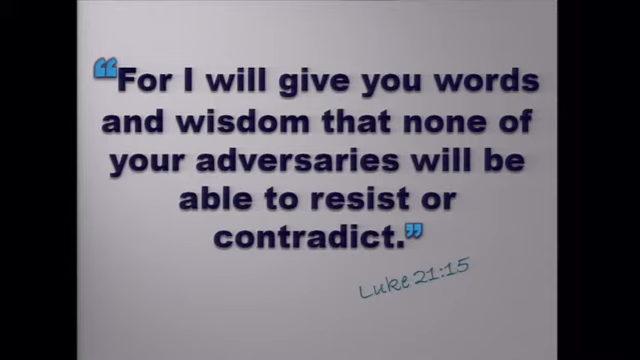 “For I will give you words
and wisdom that none of
your adversaries will be
able to resist or
contradict.”
Luke 21:15